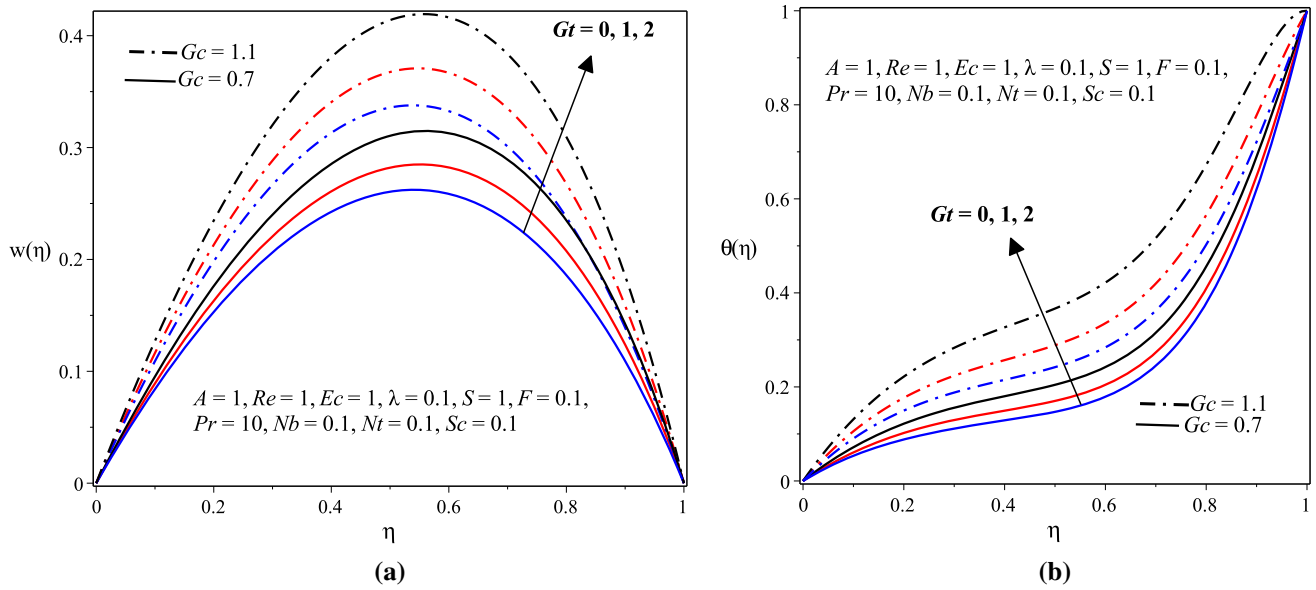 0.4
0.3
0.2
0.1
0
w(η)
Gc = 1.1
Gc = 0.7
Gt = 0, 1, 2
A = 1, Re = 1, Ec = 1, λ = 0.1, S = 1, F = 0.1,
Pr = 10, Nb = 0.1, Nt = 0.1, Sc = 0.1
0 0.2 0.4 0.6 0.8 1
η
(a)
1
0.8
0.6
0.4
0.2
0
θ(η)
A = 1, Re = 1, Ec = 1, λ = 0.1, S = 1, F = 0.1,
Pr = 10, Nb = 0.1, Nt = 0.1, Sc = 0.1
Gt = 0, 1, 2
Gc = 1.1
Gc = 0.7
0 0.2 0.4 0.6 0.8 1
η
(b)